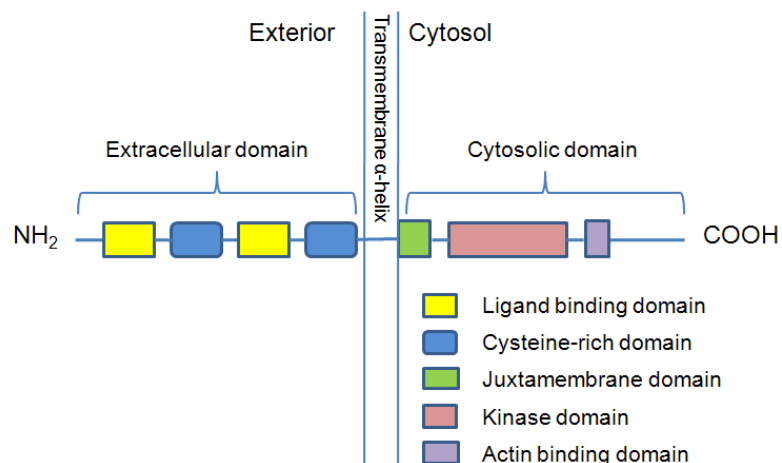 Exterior
Transmembrane α-helix
Cytosol
Extracellular domain
Cytosolic domain
NH₂
COOH
Ligand binding domain
Cysteine-rich domain
Juxtamembrane domain
Kinase domain
Actin binding domain